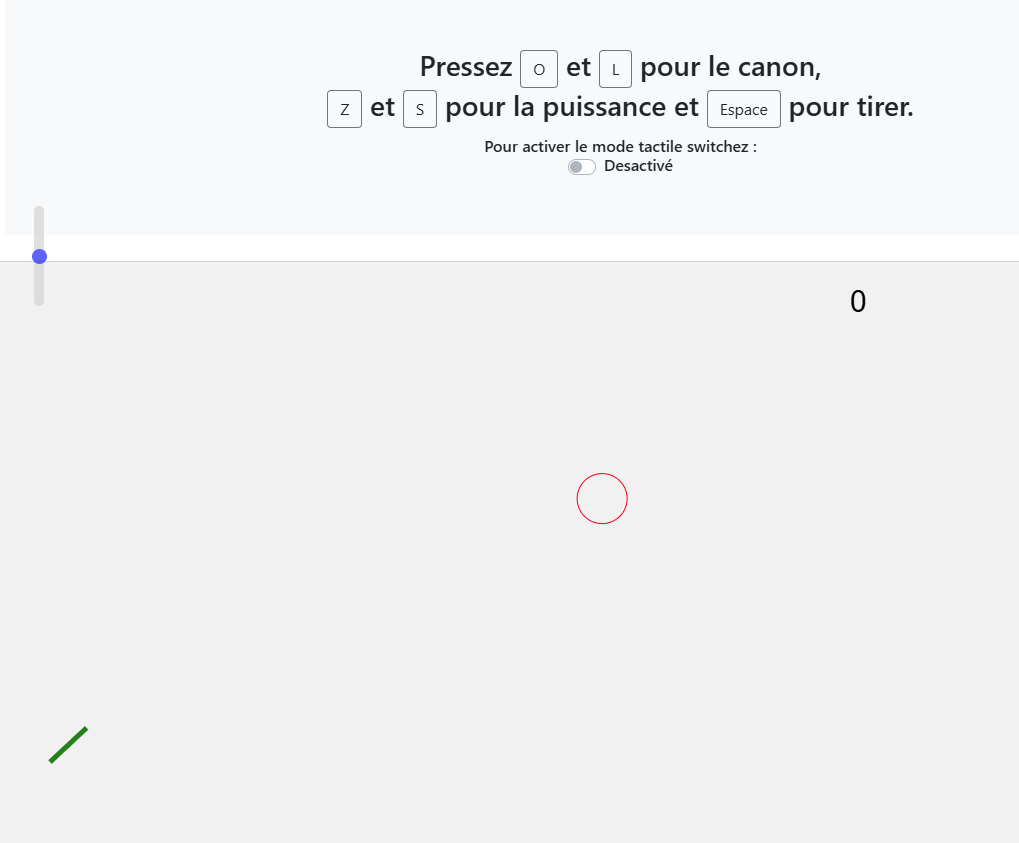 Pressez O et L pour le canon,
Z et S pour la puissance et Espace pour tirer.
Pour activer le mode tactile switchez :
Desactivé
0